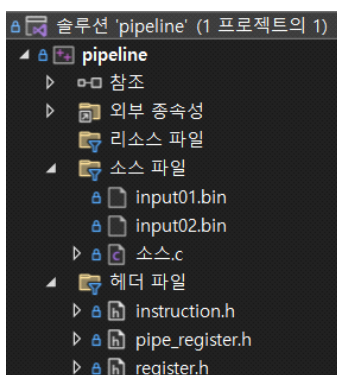 솔루션 'pipeline' (1 프로젝트의 1)
pipeline
참조
외부 종속성
리소스 파일
소스 파일
input01.bin
input02.bin
소스.c
헤더 파일
instruction.h
pipe_register.h
register.h